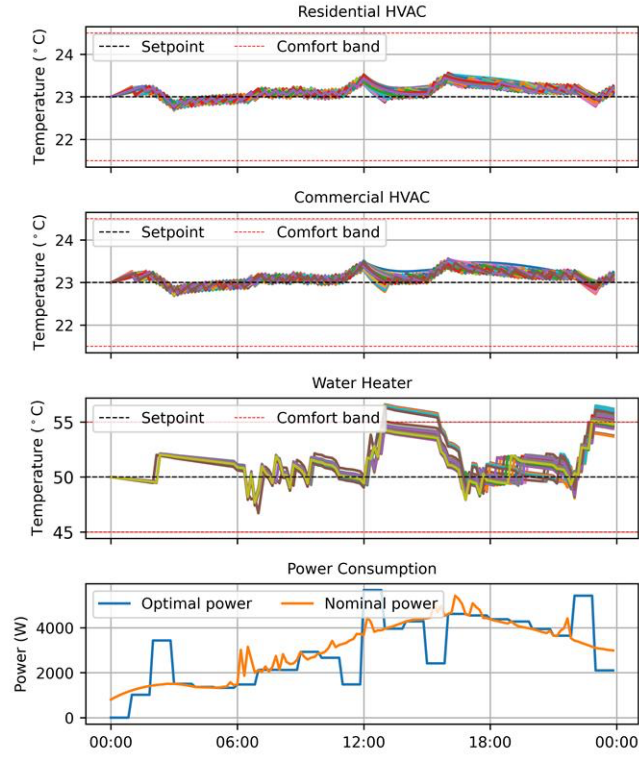 Residential HVAC
Temperature (°C)
24
23
22
Setpoint
Comfort band
Commercial HVAC
Temperature (°C)
24
23
22
Setpoint
Comfort band
Water Heater
Temperature (°C)
55
50
45
Setpoint
Comfort band
Power Consumption
Power (W)
4000
2000
0
Optimal power
Nominal power
00:00 06:00 12:00 18:00 00:00